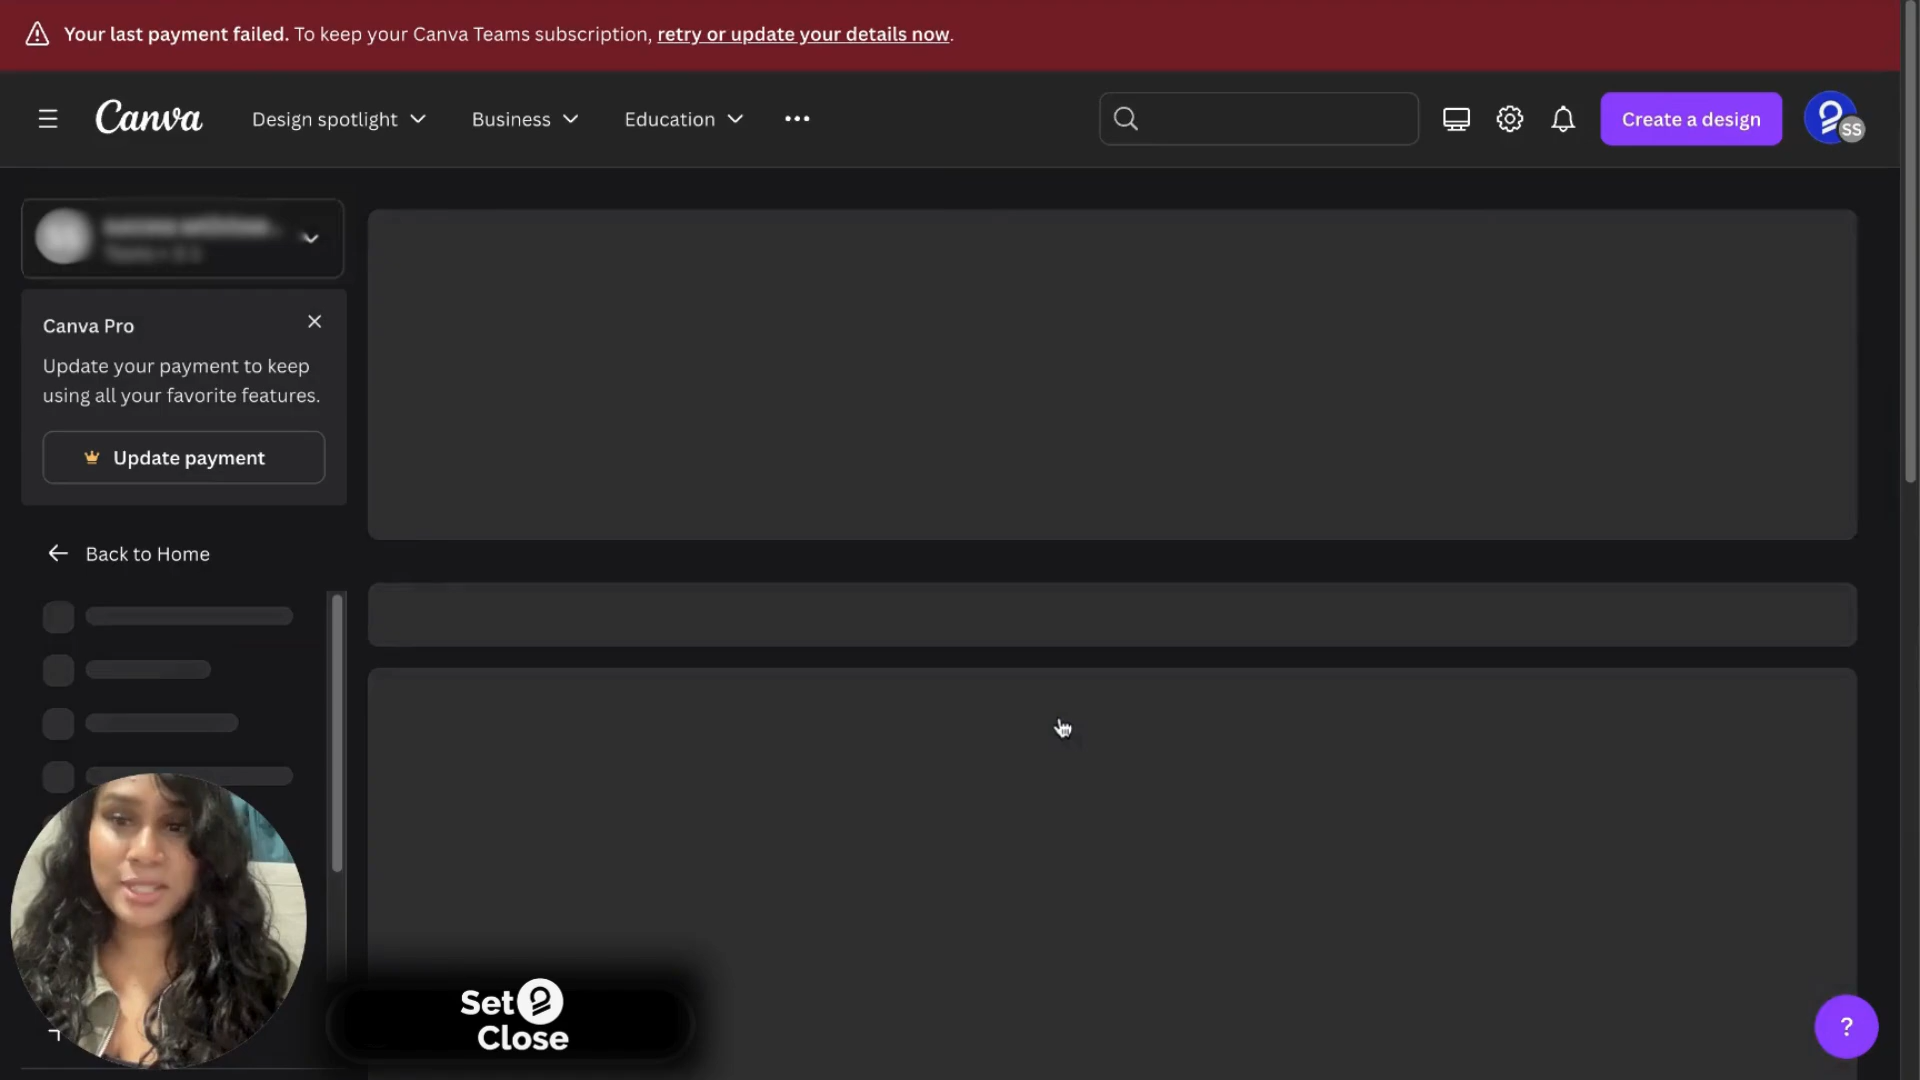 Your last payment failed. To keep your Canva Teams subscription, retry or update your details now.
Canva
Design spotlight
Business
Education
Create a design
SS
Canva Pro
Update your payment to keep
using all your favorite features.
Update payment
Back to Home
Set
Close
?